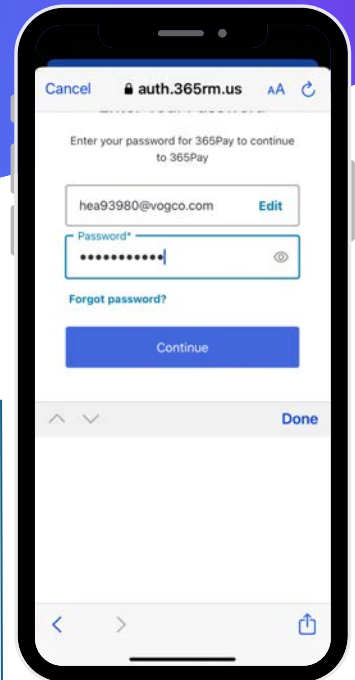 Cancel auth.365rm.us AA
Enter your password for 365Pay to continue
to 365Pay
hea93980@vogco.com Edit
Password*
•••••••••••
Forgot password?
Continue
Done